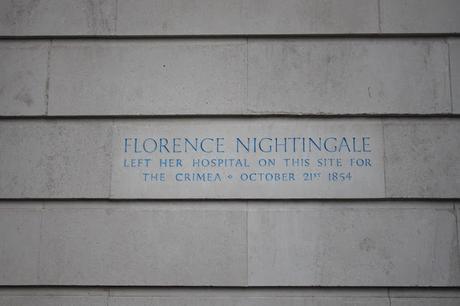 FLORENCE NIGHTINGALE
LEFT HER HOSPITAL ON THIS SITE FOR
THE CRIMEA • OCTOBER 21ST 1854